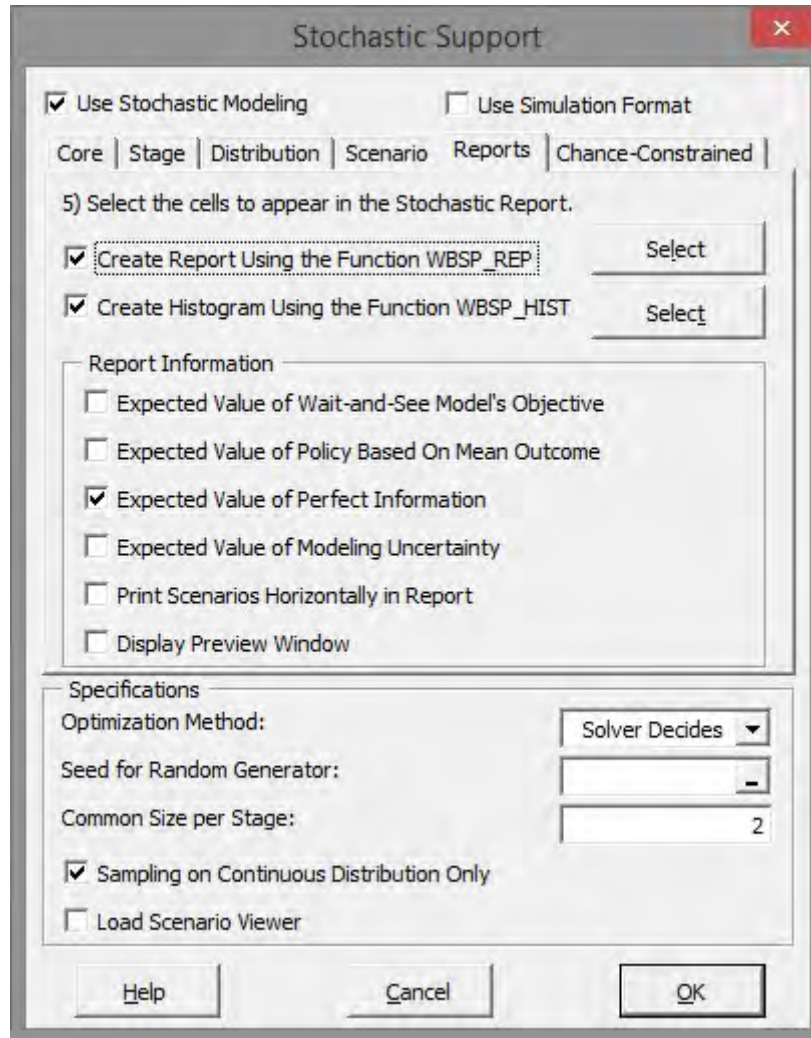 Stochastic Support
Use Stochastic Modeling Use Simulation Format
Core | Stage | Distribution | Scenario Reports | Chance-Constrained |
5) Select the cells to appear in the Stochastic Report.
Create Report Using the Function WBSP_REP Select
Create Histogram Using the Function WBSP_HIST Select
Report Information
Expected Value of Wait-and-See Model's Objective
Expected Value of Policy Based On Mean Outcome
Expected Value of Perfect Information
Expected Value of Modeling Uncertainty
Print Scenarios Horizontally in Report
Display Preview Window
Specifications
Optimization Method: Solver Decides
Seed for Random Generator:
Common Size per Stage: 2
Sampling on Continuous Distribution Only
Load Scenario Viewer
Help Cancel OK